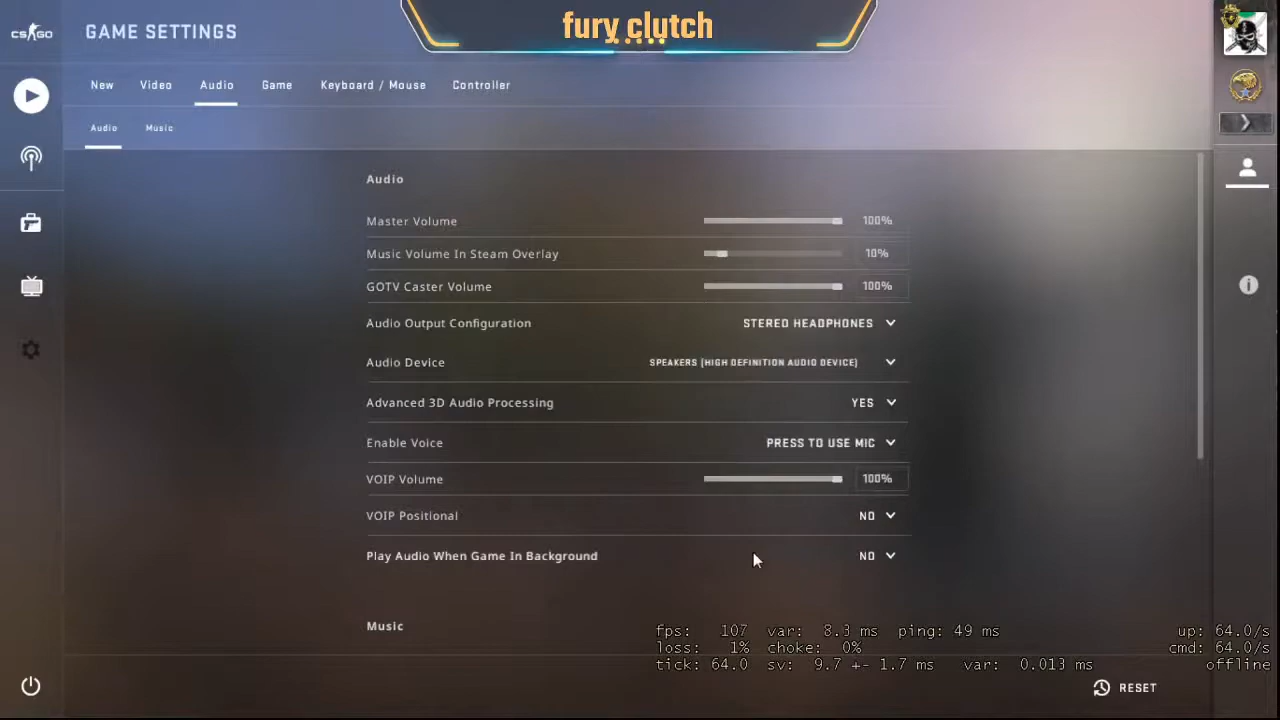 fury clutch
CS:GO
GAME SETTINGS
New Video Audio Game Keyboard / Mouse Controller
Audio Music
Audio
Master Volume 100%
Music Volume In Steam Overlay 10%
GOTV Caster Volume 100%
Audio Output Configuration STEREO HEADPHONES
Audio Device SPEAKERS (HIGH DEFINITION AUDIO DEVICE)
Advanced 3D Audio Processing YES
Enable Voice PRESS TO USE MIC
VOIP Volume 100%
VOIP Positional NO
Play Audio When Game In Background NO
Music
fps: 107 var: 8.3 ms ping: 49 ms up: 64.0/s
loss: 1% choke: 0% cmd: 64.0/s
tick: 64.0 sv: 9.7 +- 1.7 ms var: 0.013 ms offline
RESET